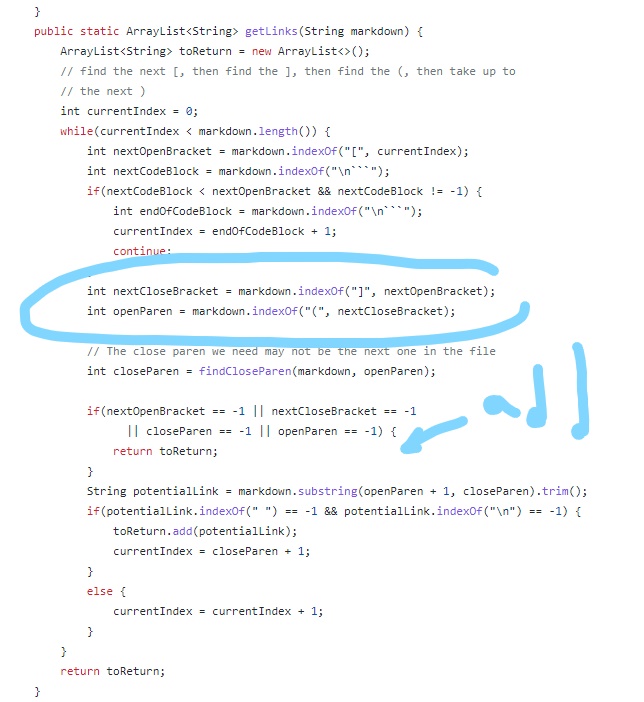 }
public static ArrayList<String> getLinks(String markdown) {
ArrayList<String> toReturn = new ArrayList<>();
// find the next [, then find the ], then find the (, then take up to
// the next )
int currentIndex = 0;
while(currentIndex < markdown.length()) {
int nextOpenBracket = markdown.indexOf("[", currentIndex);
int nextCodeBlock = markdown.indexOf("\n```");
if(nextCodeBlock < nextOpenBracket && nextCodeBlock != -1) {
int endOfCodeBlock = markdown.indexOf("\n```");
currentIndex = endOfCodeBlock + 1;
continue;
int nextCloseBracket = markdown.indexOf("]", nextOpenBracket);
int openParen = markdown.indexOf("(", nextCloseBracket);
// The close paren we need may not be the next one in the file
int closeParen = findCloseParen(markdown, openParen);
ad ]
if(nextOpenBracket == -1 || nextCloseBracket == -1
|| closeParen == -1 || openParen == -1) {
return toReturn;
}
String potentialLink = markdown.substring(openParen + 1, closeParen).trim();
if(potentialLink.indexOf(" ") == -1 && potentialLink.indexOf("\n") == -1) {
toReturn.add(potentialLink);
currentIndex = closeParen + 1;
}
else {
currentIndex = currentIndex + 1;
}
}
return toReturn;
}